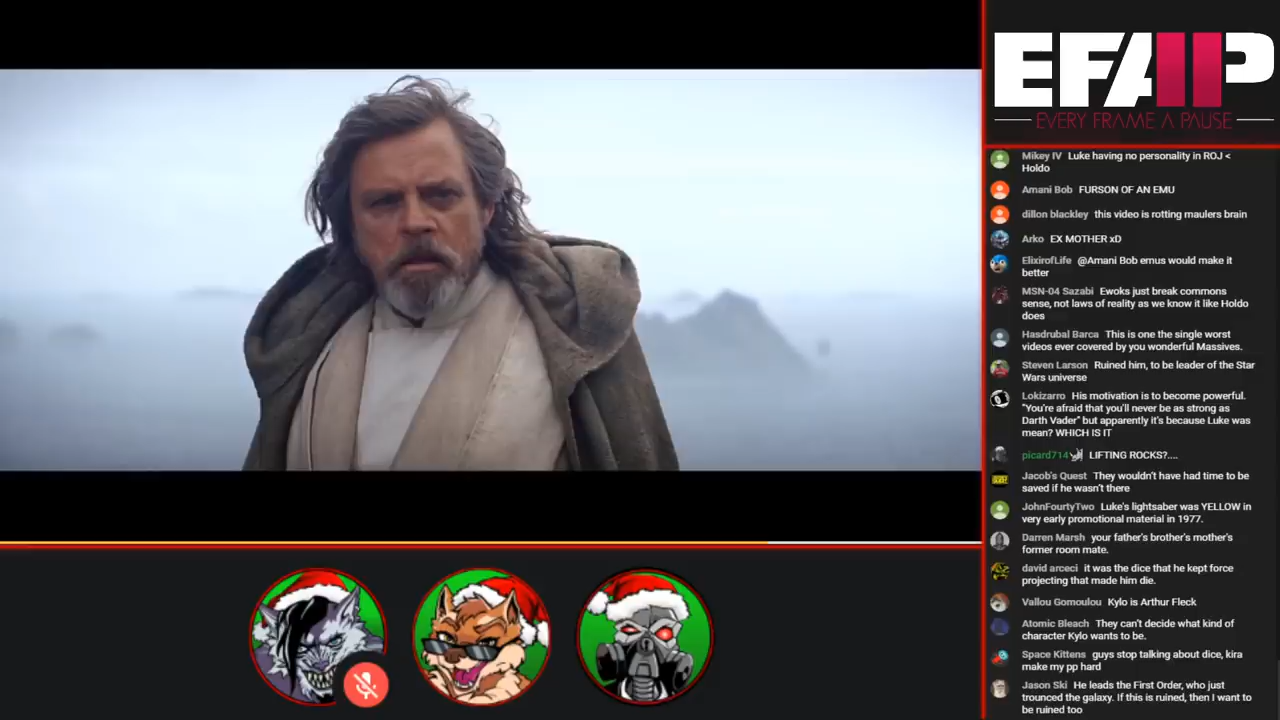 EFAP
EVERY FRAME A PAUSE
Mikey IV Luke having no personality in ROJ <
Holdo
Amani Bob FURSON OF AN EMU
dillon blackley this video is rotting maulers brain
Arko EX MOTHER xD
ElixirofLife @Amani Bob emus would make it
better
MSN-04 Sazabi Ewoks just break commons
sense, not laws of reality as we know it like Holdo
does
Hasdrubal Barca This is one the single worst
videos ever covered by you wonderful Massives.
Steven Larson Ruined him, to be leader of the Star
Wars universe
Lokizarro His motivation is to become powerful.
"You're afraid that you'll never be as strong as
Darth Vader" but apparently it's because Luke was
mean? WHICH IS IT
picard714 LIFTING ROCKS?....
Jacob's Quest They wouldn't have had time to be
saved if he wasn't there
JohnFourtyTwo Luke's lightsaber was YELLOW in
very early promotional material in 1977.
Darren Marsh your father's brother's mother's
former room mate.
david arceci it was the dice that he kept force
projecting that made him die.
Vallou Gomoulou Kylo is Arthur Fleck
Atomic Bleach They can't decide what kind of
character Kylo wants to be.
Space Kittens guys stop talking about dice, kira
make my pp hard
Jason Ski He leads the First Order, who just
trounced the galaxy. If this is ruined, then I want to
be ruined too